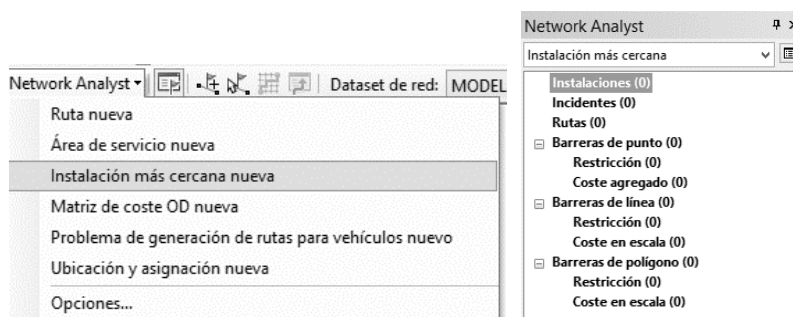 Network Analyst
Dataset de red: MODEL
Ruta nueva
Área de servicio nueva
Instalación más cercana nueva
Matriz de coste OD nueva
Problema de generación de rutas para vehículos nuevo
Ubicación y asignación nueva
Opciones...
Network Analyst
Instalación más cercana
Instalaciones (0)
Incidentes (0)
Rutas (0)
Barreras de punto (0)
Restricción (0)
Coste agregado (0)
Barreras de línea (0)
Restricción (0)
Coste en escala (0)
Barreras de polígono (0)
Restricción (0)
Coste en escala (0)